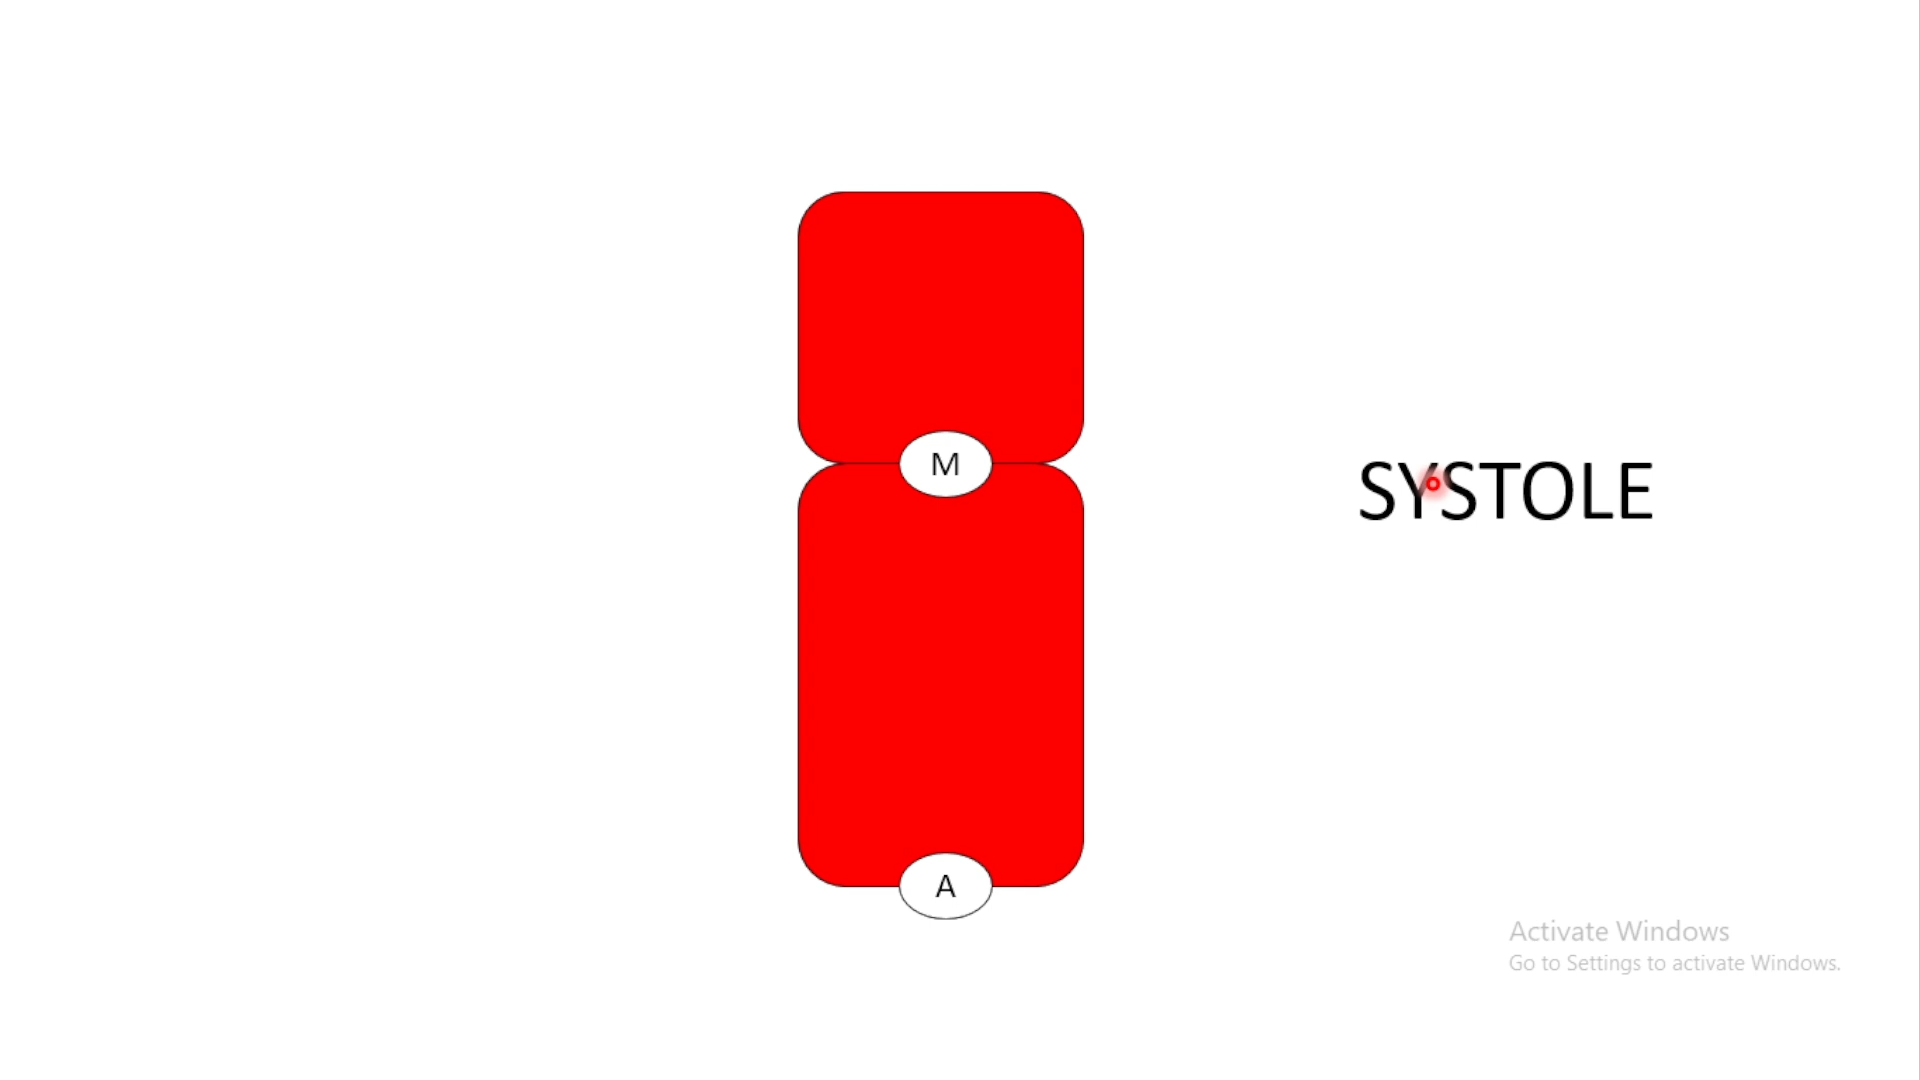 M
SYSTOLE
A
Activate Windows
Go to Settings to activate Windows.